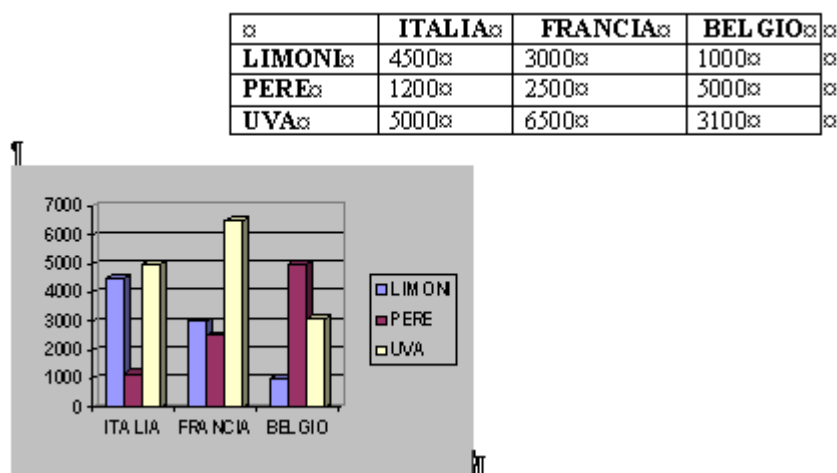 ¤ ITALIA¤ FRANCIA¤ BELGIO¤ ¤
LIMONI¤ 4500¤ 3000¤ 1000¤ ¤
PERE¤ 1200¤ 2500¤ 5000¤ ¤
UVA¤ 5000¤ 6500¤ 3100¤ ¤
¶
7000
6000
5000
4000
3000
2000
1000
0
ITALIA FRANCIA BELGIO
LIMONI
PERE
UVA
¶